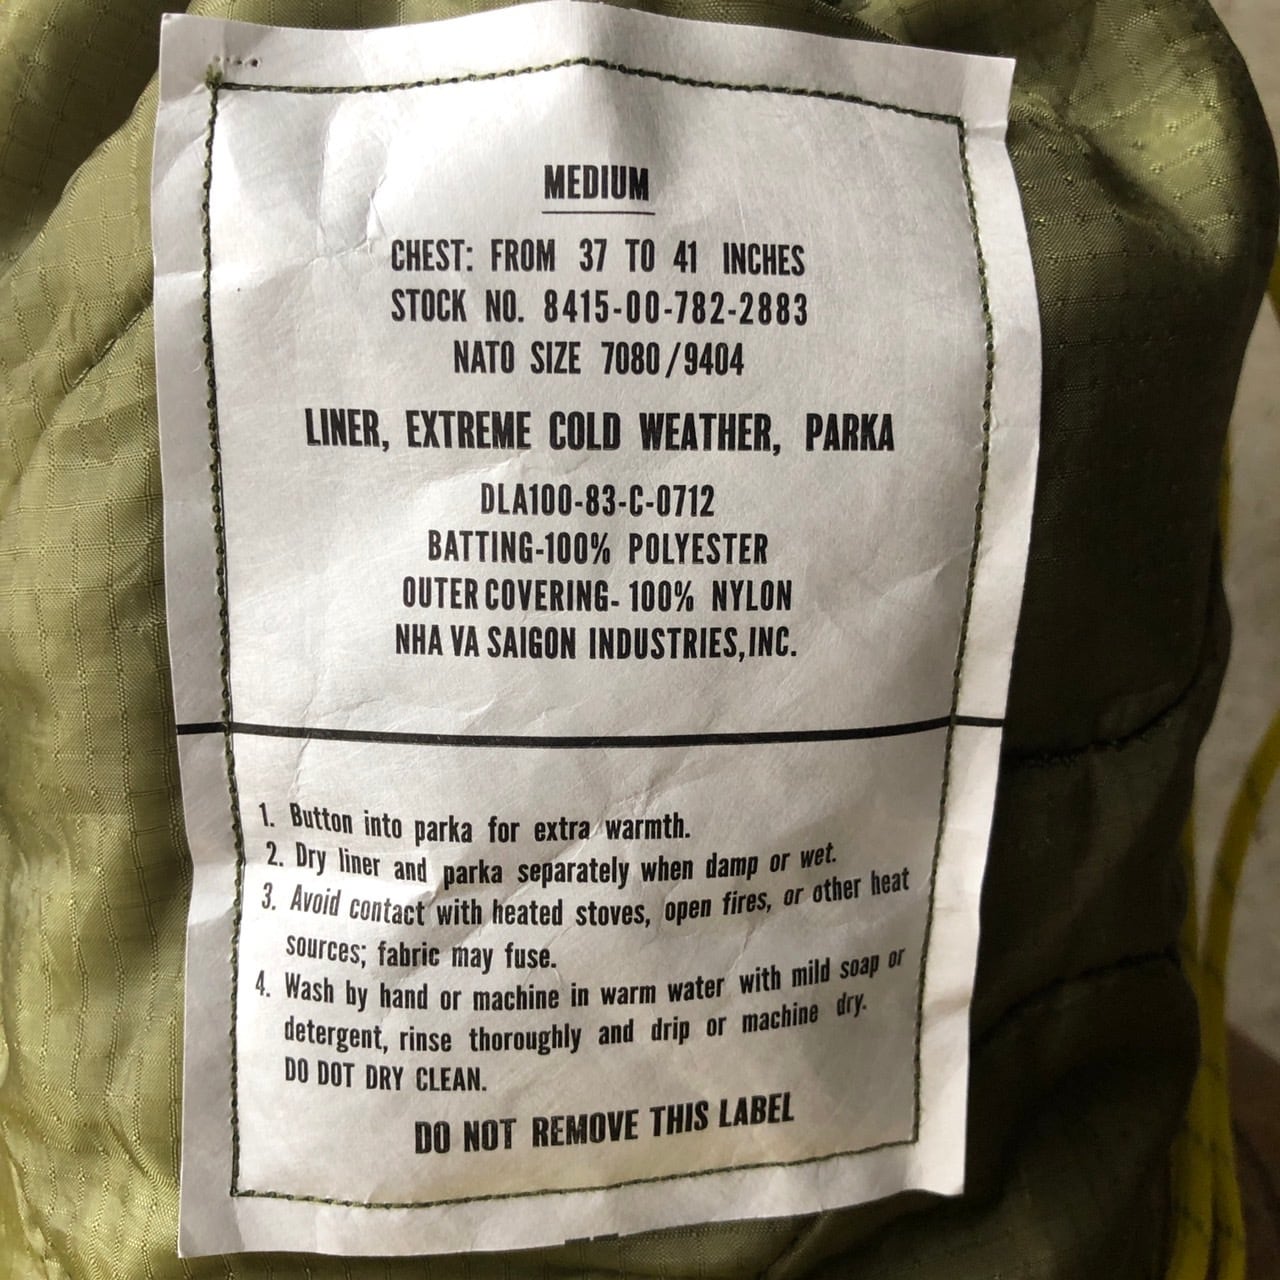 MEDIUM
CHEST: FROM 37 TO 41 INCHES
STOCK NO. 8415-00-782-2883
NATO SIZE 7080/9404
LINER, EXTREME COLD WEATHER, PARKA
DLA100-83-C-0712
BATTING-100% POLYESTER
OUTER COVERING- 100% NYLON
NHA VA SAIGON INDUSTRIES, INC.
1. Button into parka for extra warmth.
2. Dry liner and parka separately when damp or wet.
3. Avoid contact with heated stoves, open fires, or other heat
sources; fabric may fuse.
4. Wash by hand or machine in warm water with mild soap or
detergent, rinse thoroughly and drip or machine dry.
DO DOT DRY CLEAN.
DO NOT REMOVE THIS LABEL